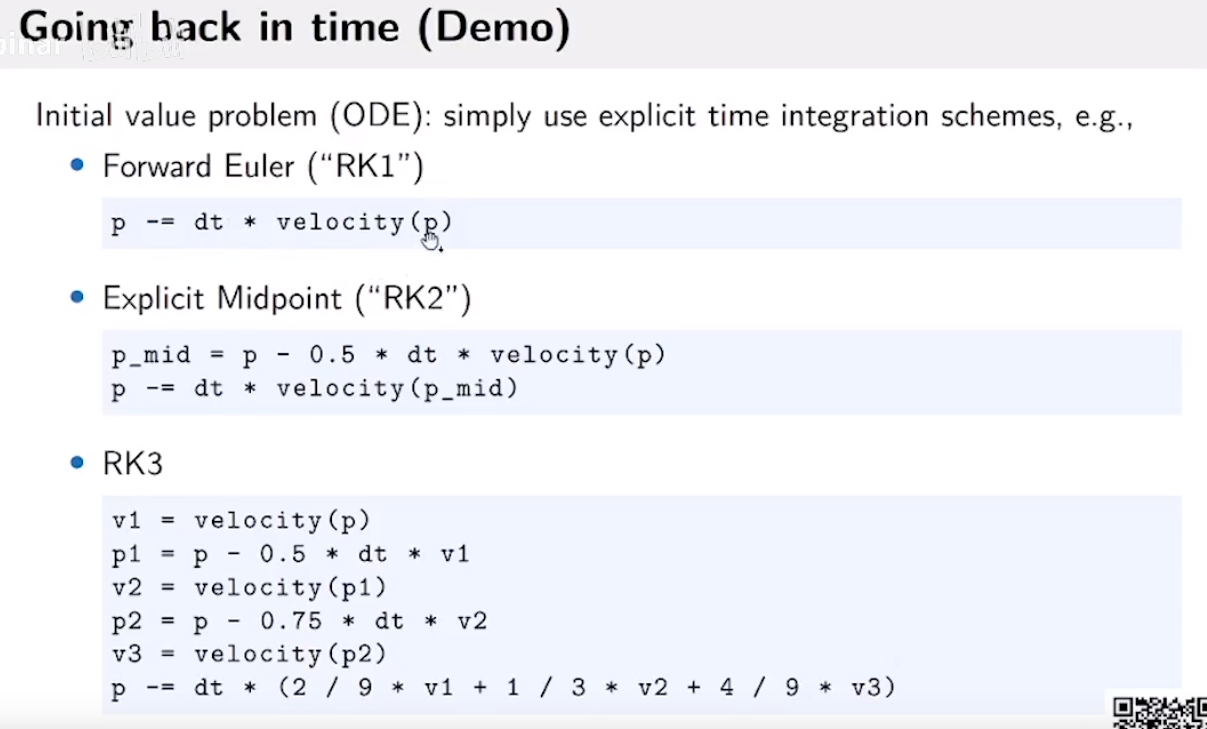 Going back in time (Demo)
Initial value problem (ODE): simply use explicit time integration schemes, e.g.,
• Forward Euler (“RK1”)
p -= dt * velocity(p)
• Explicit Midpoint (“RK2”)
p_mid = p - 0.5 * dt * velocity(p)
p -= dt * velocity(p_mid)
• RK3
v1 = velocity(p)
p1 = p - 0.5 * dt * v1
v2 = velocity(p1)
p2 = p - 0.75 * dt * v2
v3 = velocity(p2)
p -= dt * (2 / 9 * v1 + 1 / 3 * v2 + 4 / 9 * v3)